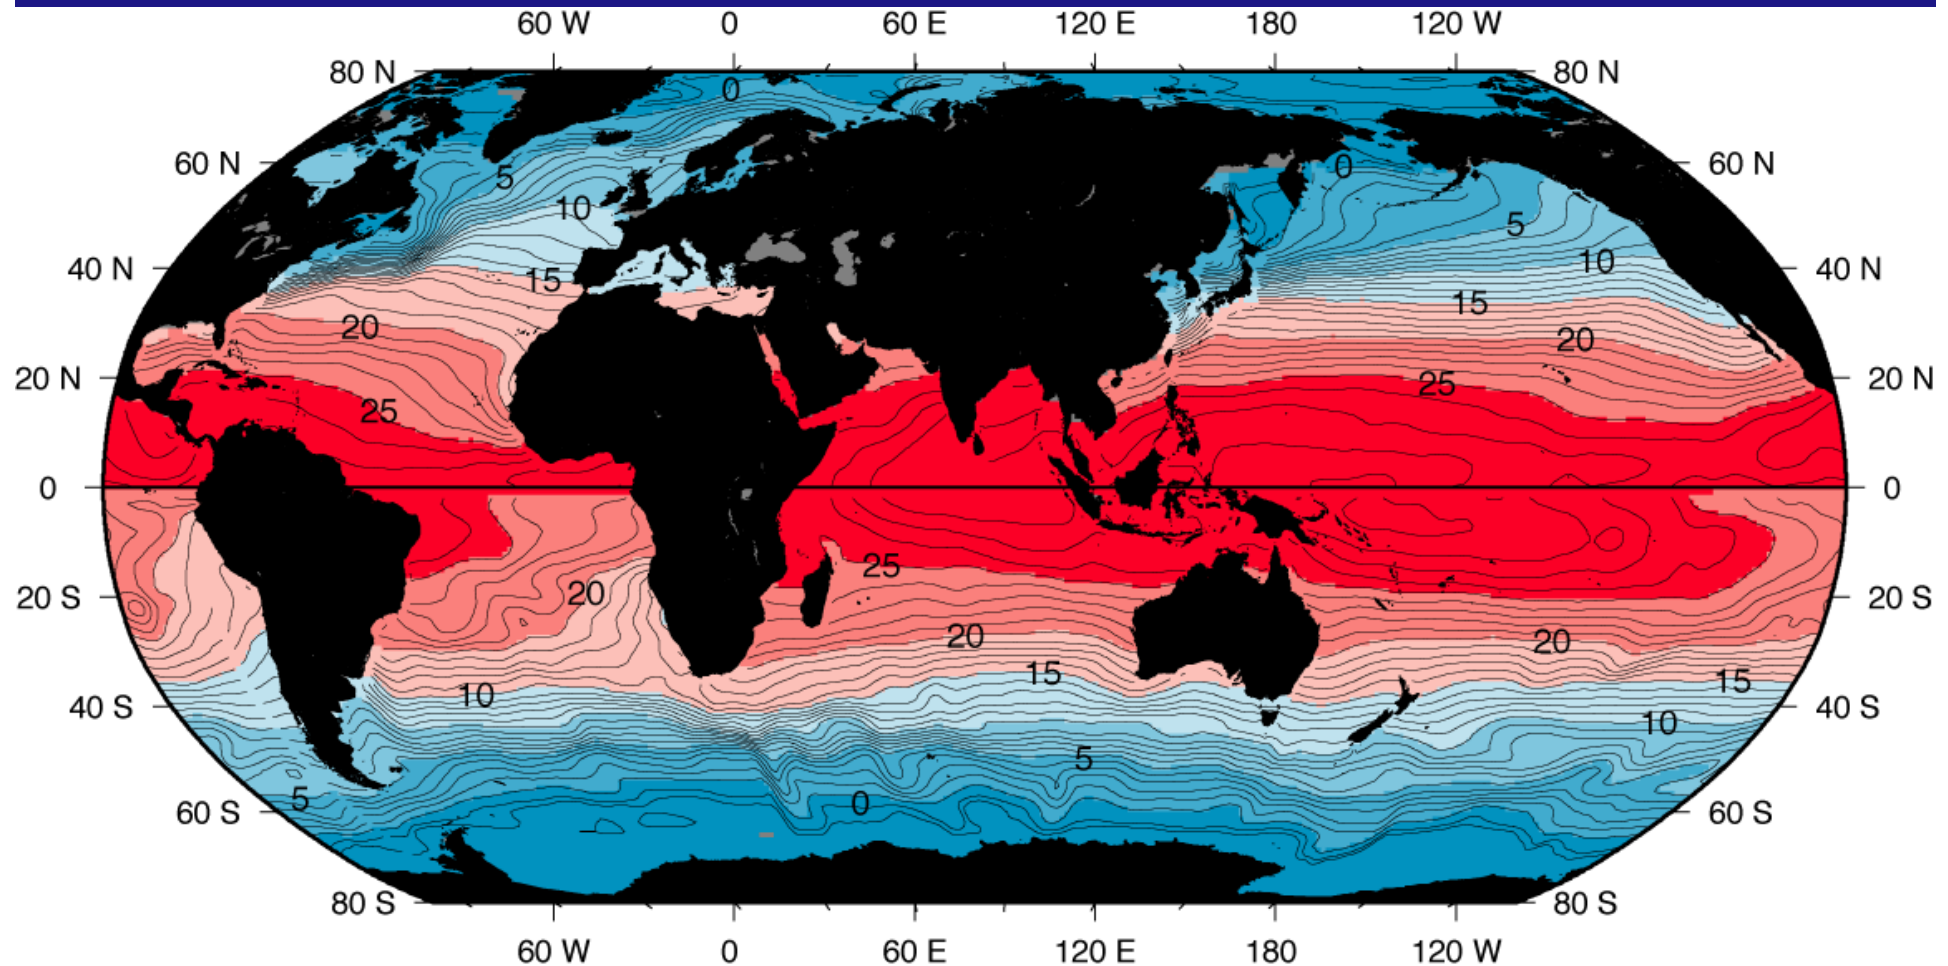 60 W 0 60 E 120 E 180 120 W
80 N 0 80 N
60 N 5 0 60 N
10 5
40 N 15 10 15 40 N
20 20
20 N 25 25 20 N
0 0
25
20 S 20 20 S
20 20
10 15 15
40 S 10 40 S
5
5 0
60 S 60 S
80 S 80 S
60 W 0 60 E 120 E 180 120 W